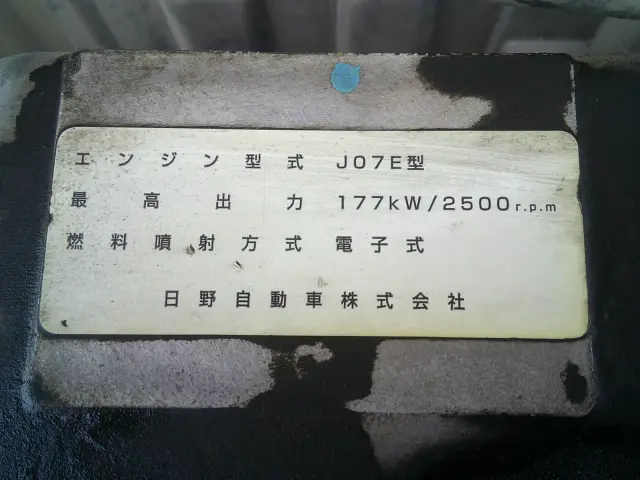 エンジン型式 J07E型
最高出力 177kW/2500r.p.m
燃料噴射方式 電子式
日野自動車株式会社